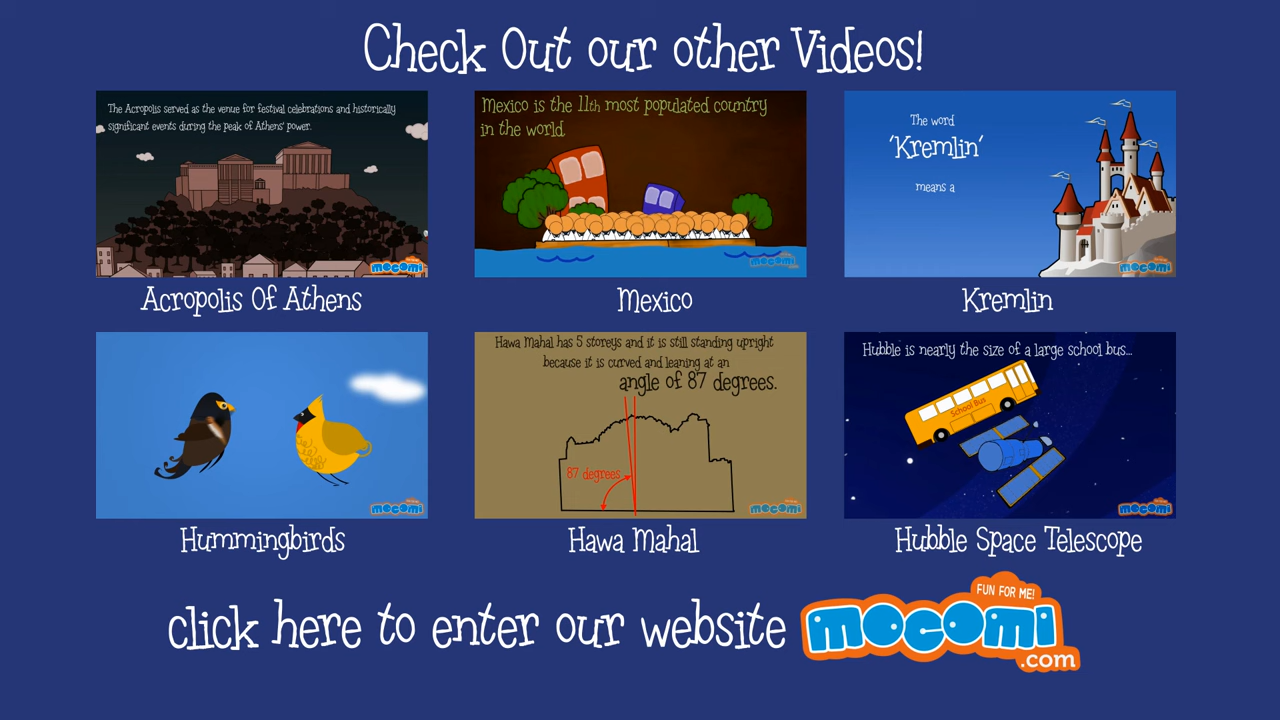 Check Out our other Videos!
The Acropolis served as the venue for festival celebrations and historically
significant events during the peak of Athens' power.
mocomi
Acropolis Of Athens
Mexico is the 11th most populated country
in the world.
mocomi
Mexico
The word
'Kremlin'
means a
mocomi
Kremlin
mocomi
Hummingbirds
Hawa Mahal has 5 storeys and it is still standing upright
because it is curved and leaning at an
angle of 87 degrees.
87 degrees
mocomi
Hawa Mahal
Hubble is nearly the size of a large school bus...
School Bus
mocomi
Hubble Space Telescope
click here to enter our website
FUN FOR ME!
mocomi
.com